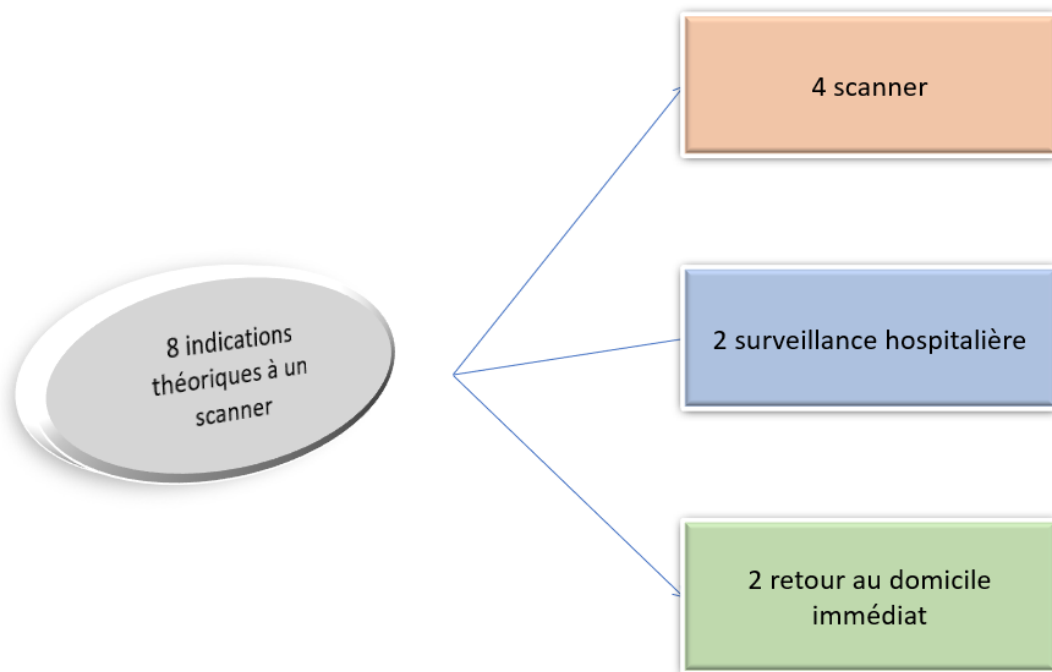 8 indications
théoriques à un
scanner
4 scanner
2 surveillance hospitalière
2 retour au domicile
immédiat